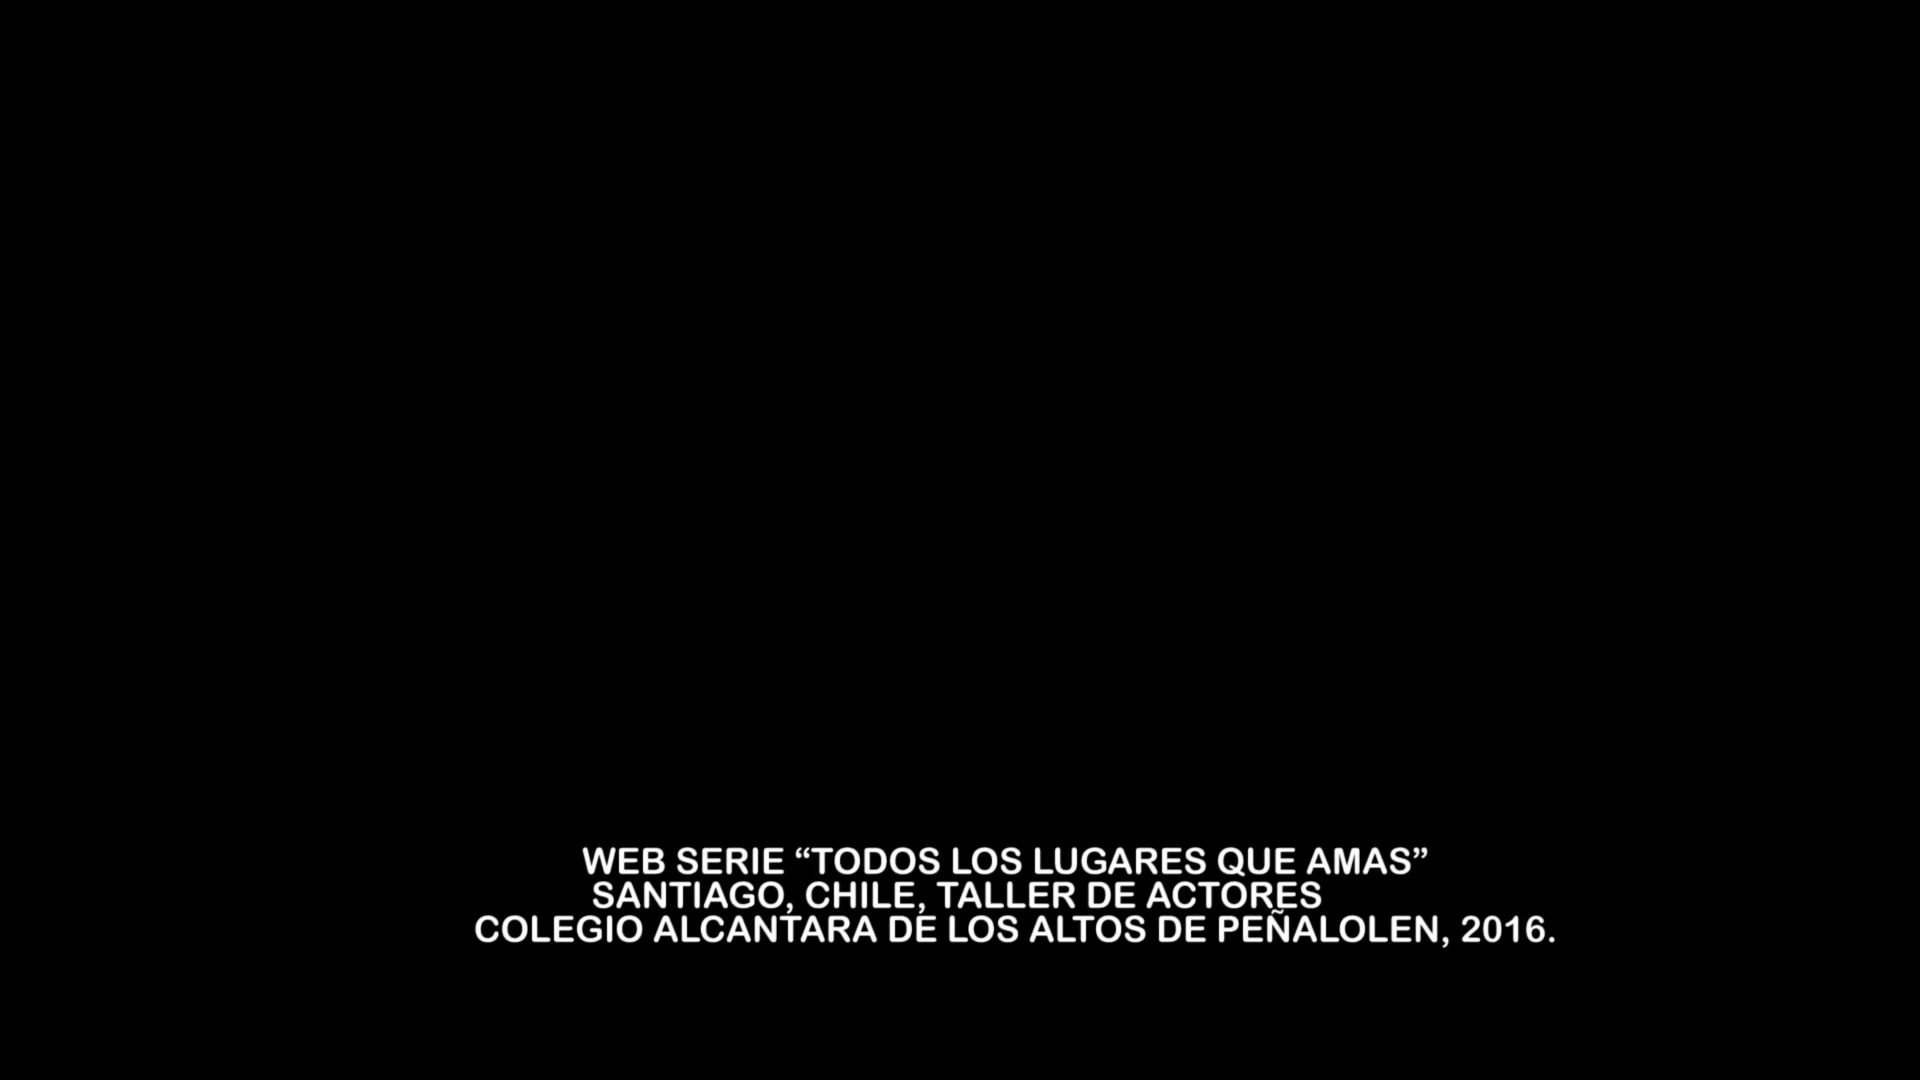 WEB SERIE “TODOS LOS LUGARES QUE AMAS”
SANTIAGO, CHILE, TALLER DE ACTORES
COLEGIO ALCANTARA DE LOS ALTOS DE PEÑALOLEN, 2016.